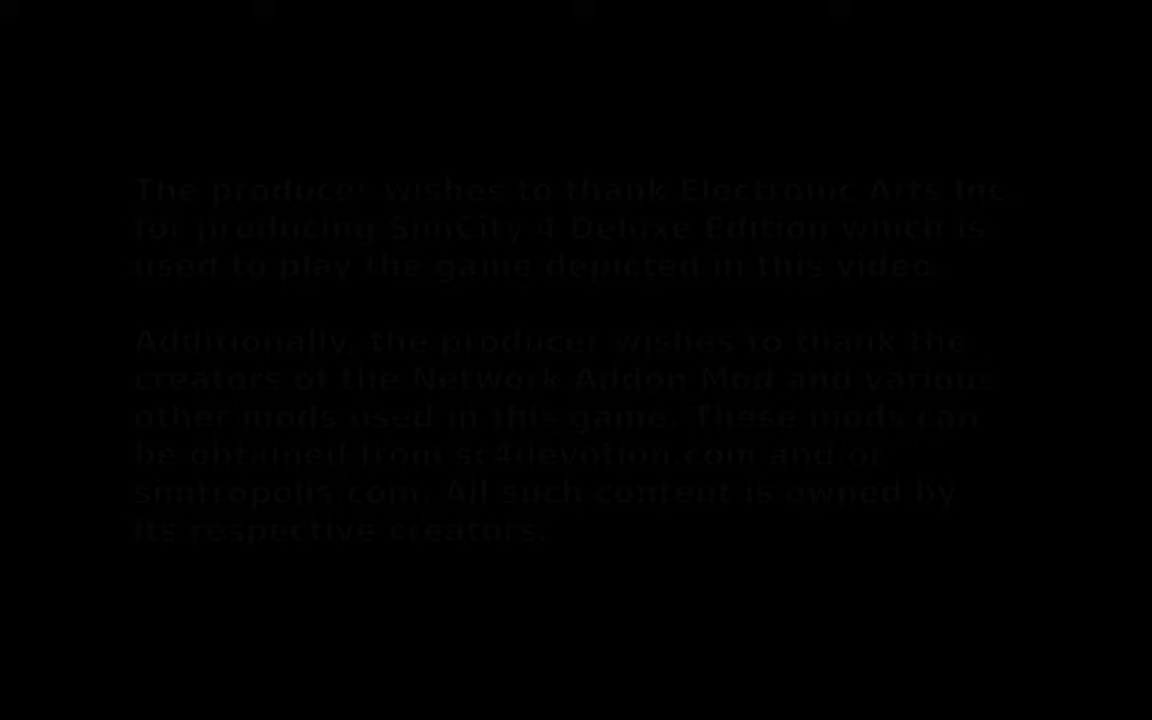 The producer wishes to thank Electronic Arts Inc.
for producing SimCity 4 Deluxe Edition which is
used to play the game depicted in this video.
Additionally, the producer wishes to thank the
creators of the Network Addon Mod and various
other mods used in this game. These mods can
be obtained from sc4devotion.com and/or
simtropolis.com. All such content is owned by
its respective creators.